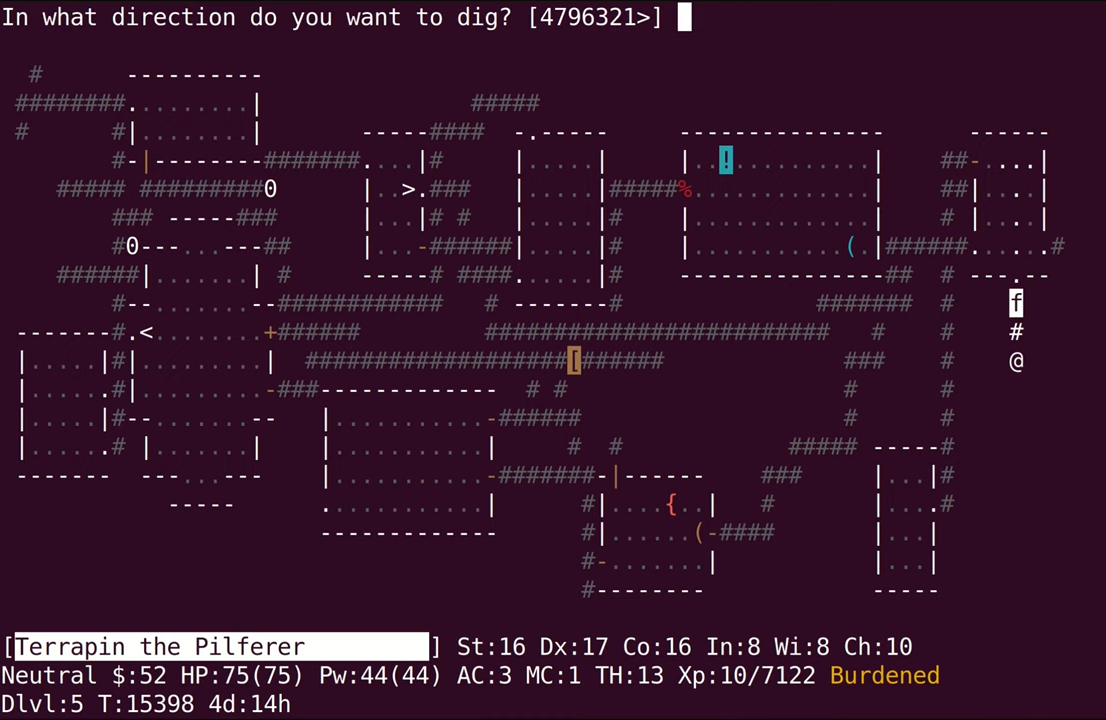 In what direction do you want to dig? [4796321>]
 #           ----------
########.........|              #####
#      #|........|       -----####  -.-----     --------------         ------
       #-|--------#######....|#     |.....|     |..!..........|    ##-....|
   ##### #########0      |..>.###   |.....|#####%.............|    ##|....|
       ### -----###      |...|# #   |.....|#    |.............|    # |....|
       #0---.....---##   |...-######|.....|#    |...........( |######......#
   ######|.......| #     -----# ####......|#    --------------##  # ---.--
       #--.......--############   # -------#              #######  #    f
-------#.<........+######         #########################   #    #    #
|.....|#|.........|  ###################[######             ###    #    @
|......#|.........-###-------------  # #                    #      #
|.....|#--.......--   |...........-######                   #      #
|......# |.......|    |...........|     #  #            ##### -----#
-------  ---...---    |...........-#######-|------    ###     |...|#
           -----      ............|      #|....{..|   #       |....#
                      -------------      #|......(-####       |...|
                                         #-.......|           |...|
                                         #--------            -----
[Terrapin the Pilferer          ] St:16 Dx:17 Co:16 In:8 Wi:8 Ch:10
Neutral $:52 HP:75(75) Pw:44(44) AC:3 MC:1 TH:13 Xp:10/7122 Burdened
Dlvl:5 T:15398 4d:14h